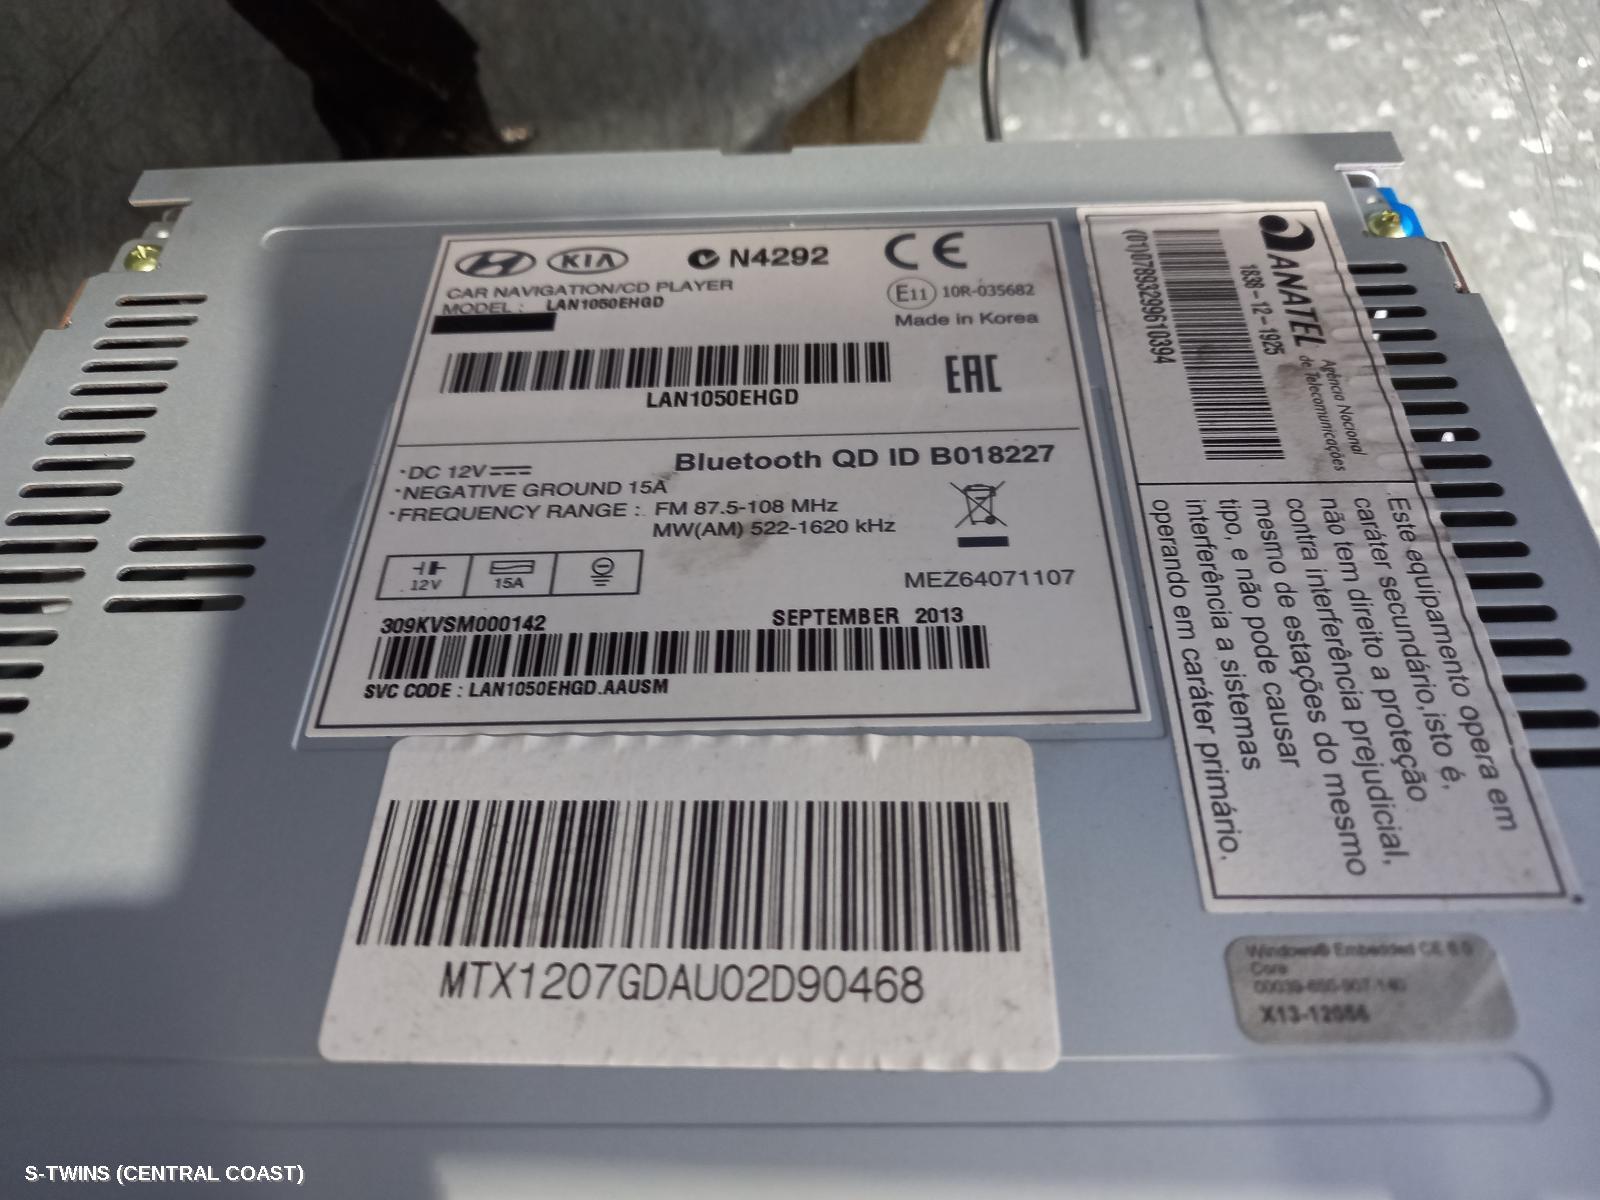 KIA
N4292
CE
CAR NAVIGATION/CD PLAYER
MODEL : LAN1050EHGD
E11 10R-035682
Made in Korea
EAC
LAN1050EHGD
Bluetooth QD ID B018227
·DC 12V
·NEGATIVE GROUND 15A
·FREQUENCY RANGE : FM 87.5-108 MHz
MW(AM) 522-1620 kHz
12V
15A
MEZ64071107
309KVSM000142
SEPTEMBER 2013
SVC CODE : LAN1050EHGD.AAUSM
MTX1207GDAU02D90468
ANATEL
Agência Nacional
de Telecomunicações
1838-12-1925
(01)07893299610394
Este equipamento opera em
caráter secundário,isto é,
não tem direito a proteção
contra interferência prejudicial,
mesmo de estações do mesmo
tipo, e não pode causar
interferência a sistemas
operando em caráter primário.
Windows® Embedded CE 6.0
Core
S-TWINS (CENTRAL COAST)